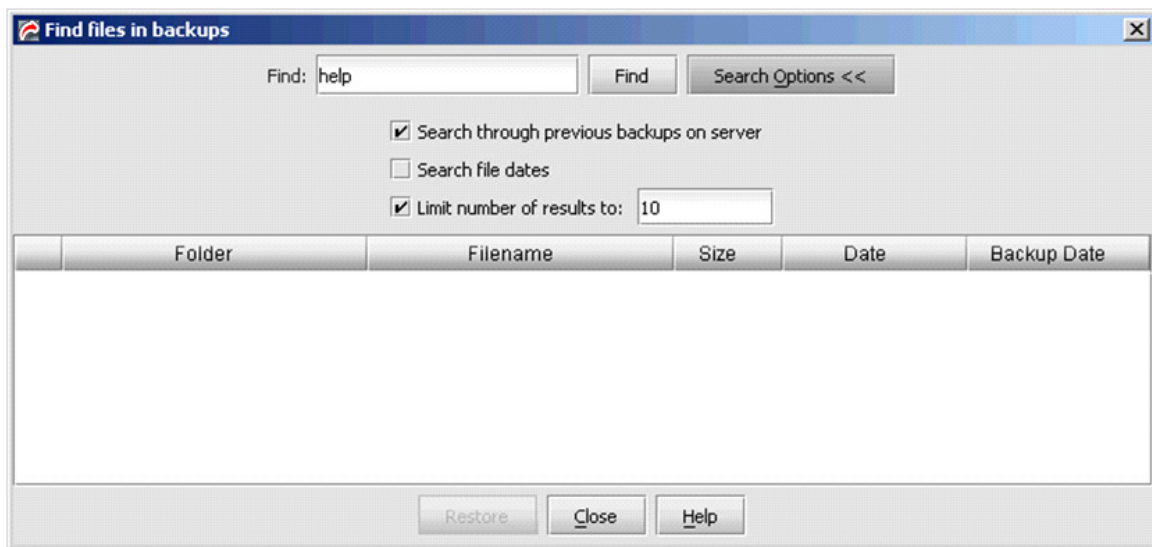 Find files in backups
Find: help Find Search Options <<
Search through previous backups on server
Search file dates
Limit number of results to: 10
Folder Filename Size Date Backup Date
Restore Close Help